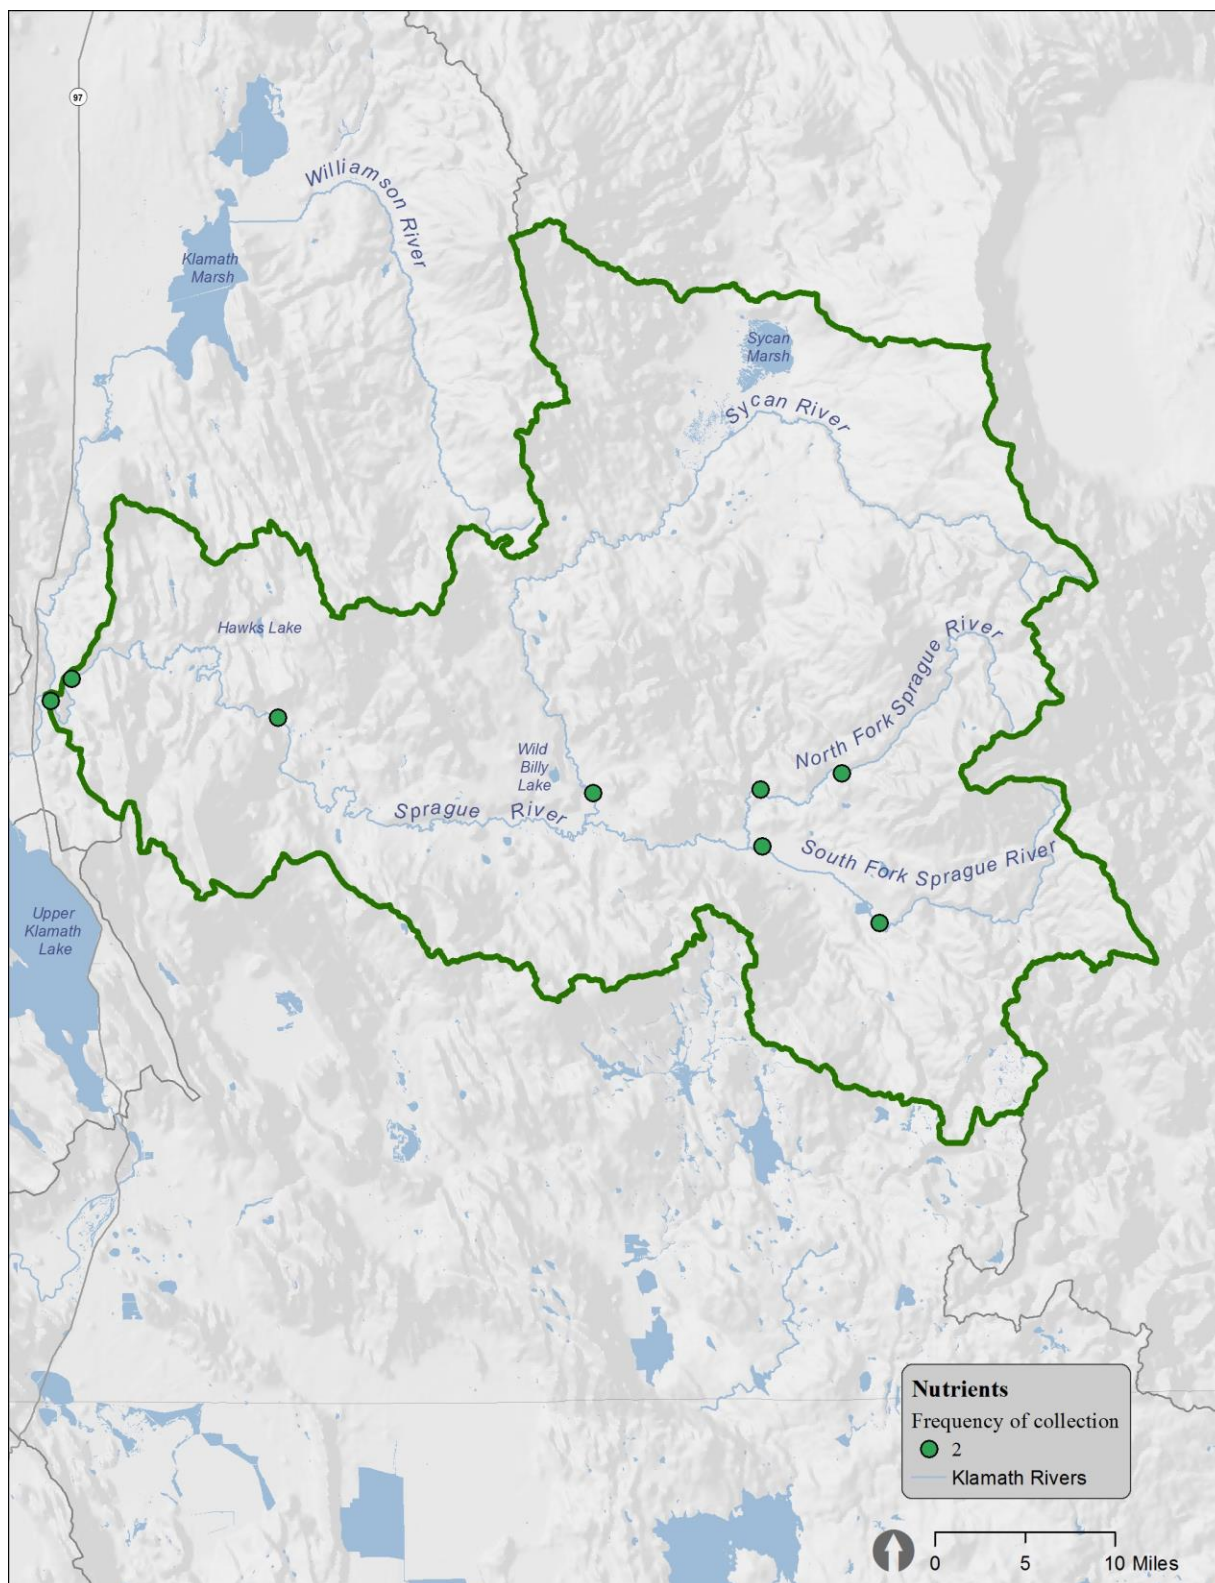 97
Williamson River
Klamath
Marsh
Sycan
Marsh
Sycan River
Hawks Lake
North Fork Sprague River
Wild
Billy
Lake
Sprague River
South Fork Sprague River
Upper
Klamath
Lake
Nutrients
Frequency of collection
2
Klamath Rivers
0 5 10 Miles